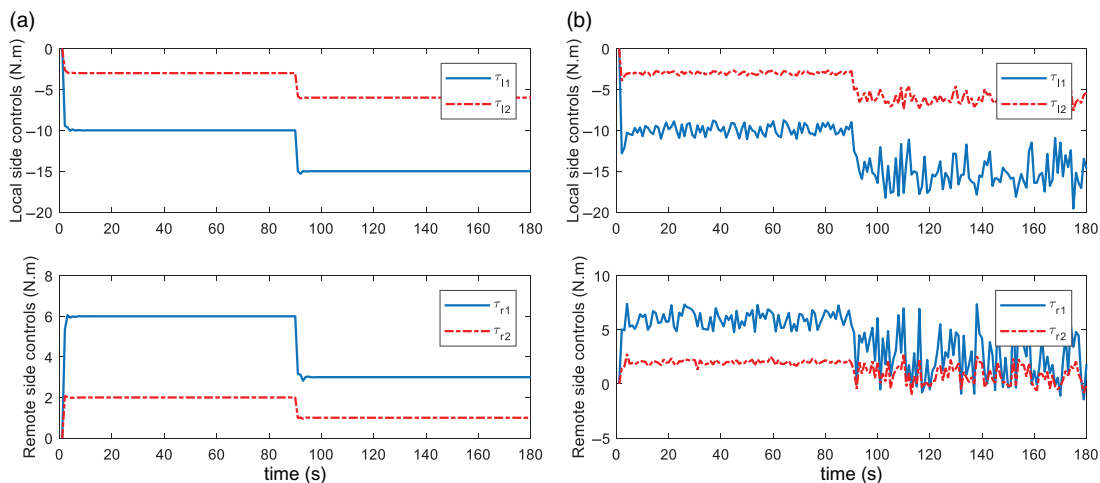 (a)
Local side controls (N.m)
0
−5
−10
−15
−20
τl1
τl2
0 20 40 60 80 100 120 140 160 180
Remote side controls (N.m)
8
6
4
2
0
τr1
τr2
0 20 40 60 80 100 120 140 160 180
time (s)
(b)
Local side controls (N.m)
0
−5
−10
−15
−20
τl1
τl2
0 20 40 60 80 100 120 140 160 180
Remote side controls (N.m)
10
5
0
−5
τr1
τr2
0 20 40 60 80 100 120 140 160 180
time (s)